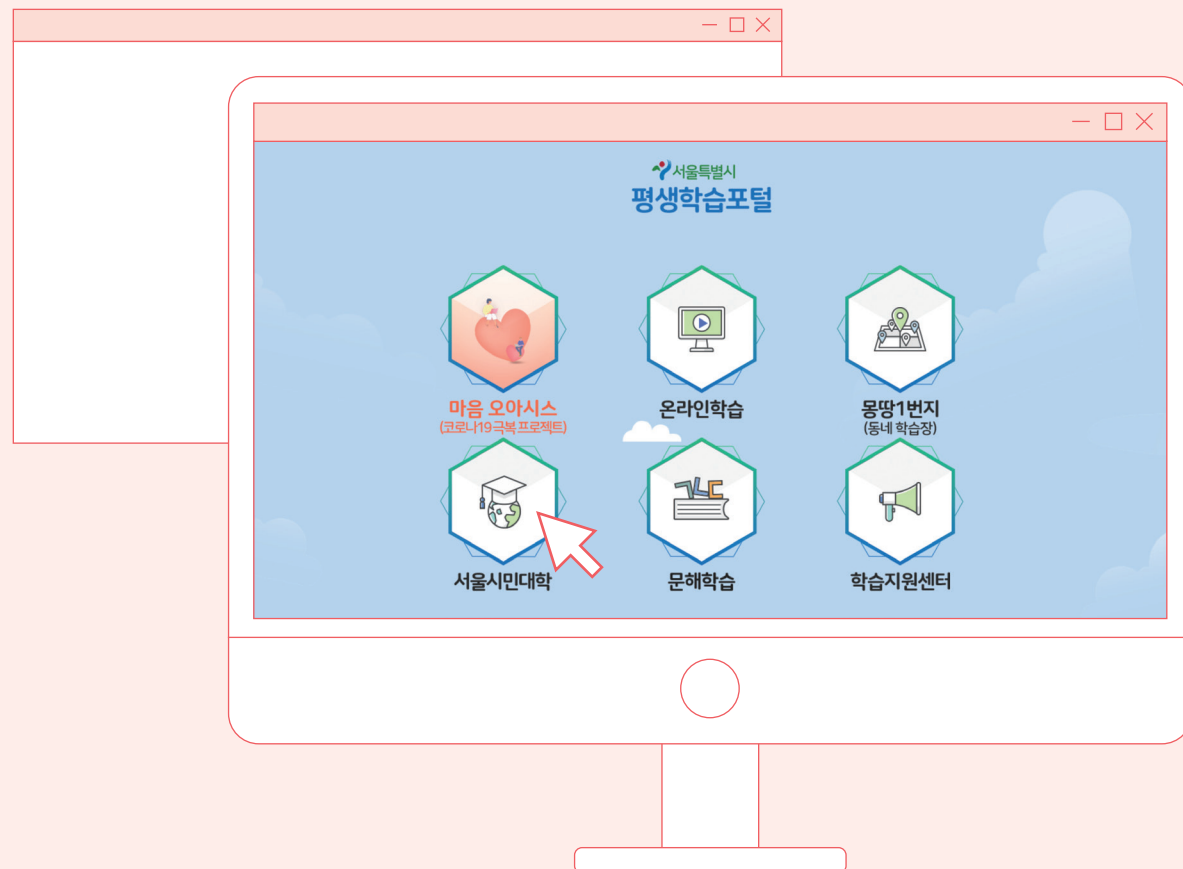 서울특별시
평생학습포털
마음 오아시스
(코로나19극복 프로젝트)
온라인학습
몽땅1번지
(동네 학습장)
서울시민대학
문해학습
학습지원센터